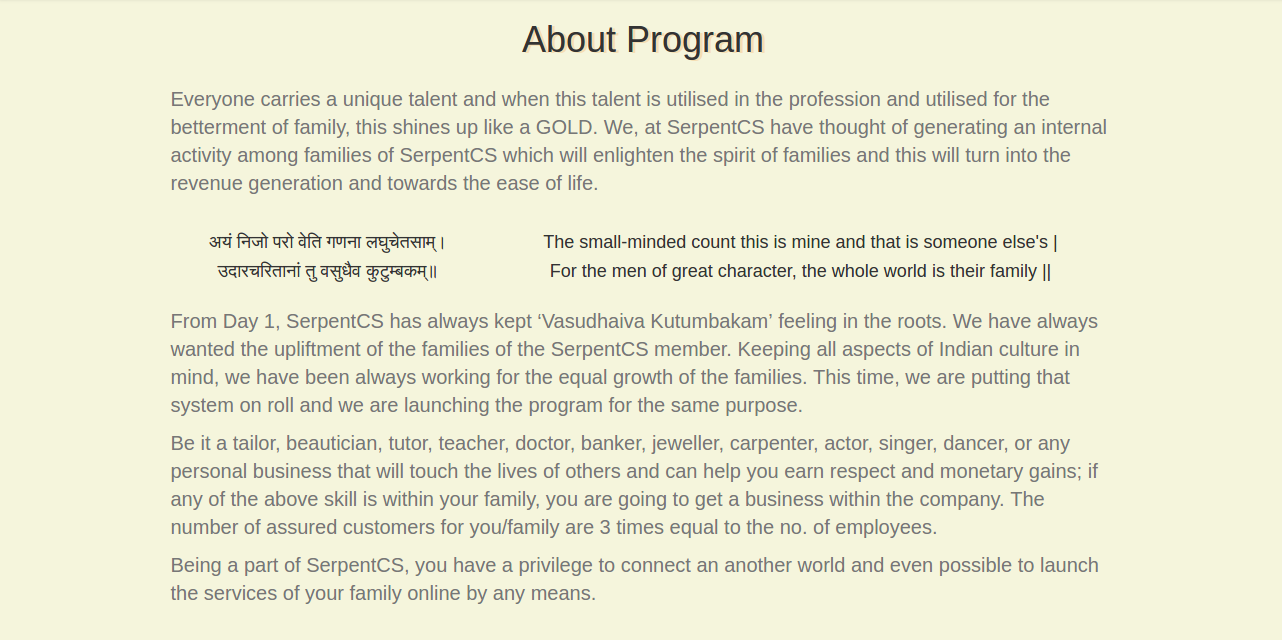 About Program
Everyone carries a unique talent and when this talent is utilised in the profession and utilised for the
betterment of family, this shines up like a GOLD. We, at SerpentCS have thought of generating an internal
activity among families of SerpentCS which will enlighten the spirit of families and this will turn into the
revenue generation and towards the ease of life.
अयं निजो परो वेति गणना लघुचेतसाम्।
उदारचरितानां तु वसुधैव कुटुम्बकम्॥
The small-minded count this is mine and that is someone else's |
For the men of great character, the whole world is their family ||
From Day 1, SerpentCS has always kept ‘Vasudhaiva Kutumbakam’ feeling in the roots. We have always
wanted the upliftment of the families of the SerpentCS member. Keeping all aspects of Indian culture in
mind, we have been always working for the equal growth of the families. This time, we are putting that
system on roll and we are launching the program for the same purpose.
Be it a tailor, beautician, tutor, teacher, doctor, banker, jeweller, carpenter, actor, singer, dancer, or any
personal business that will touch the lives of others and can help you earn respect and monetary gains; if
any of the above skill is within your family, you are going to get a business within the company. The
number of assured customers for you/family are 3 times equal to the no. of employees.
Being a part of SerpentCS, you have a privilege to connect an another world and even possible to launch
the services of your family online by any means.